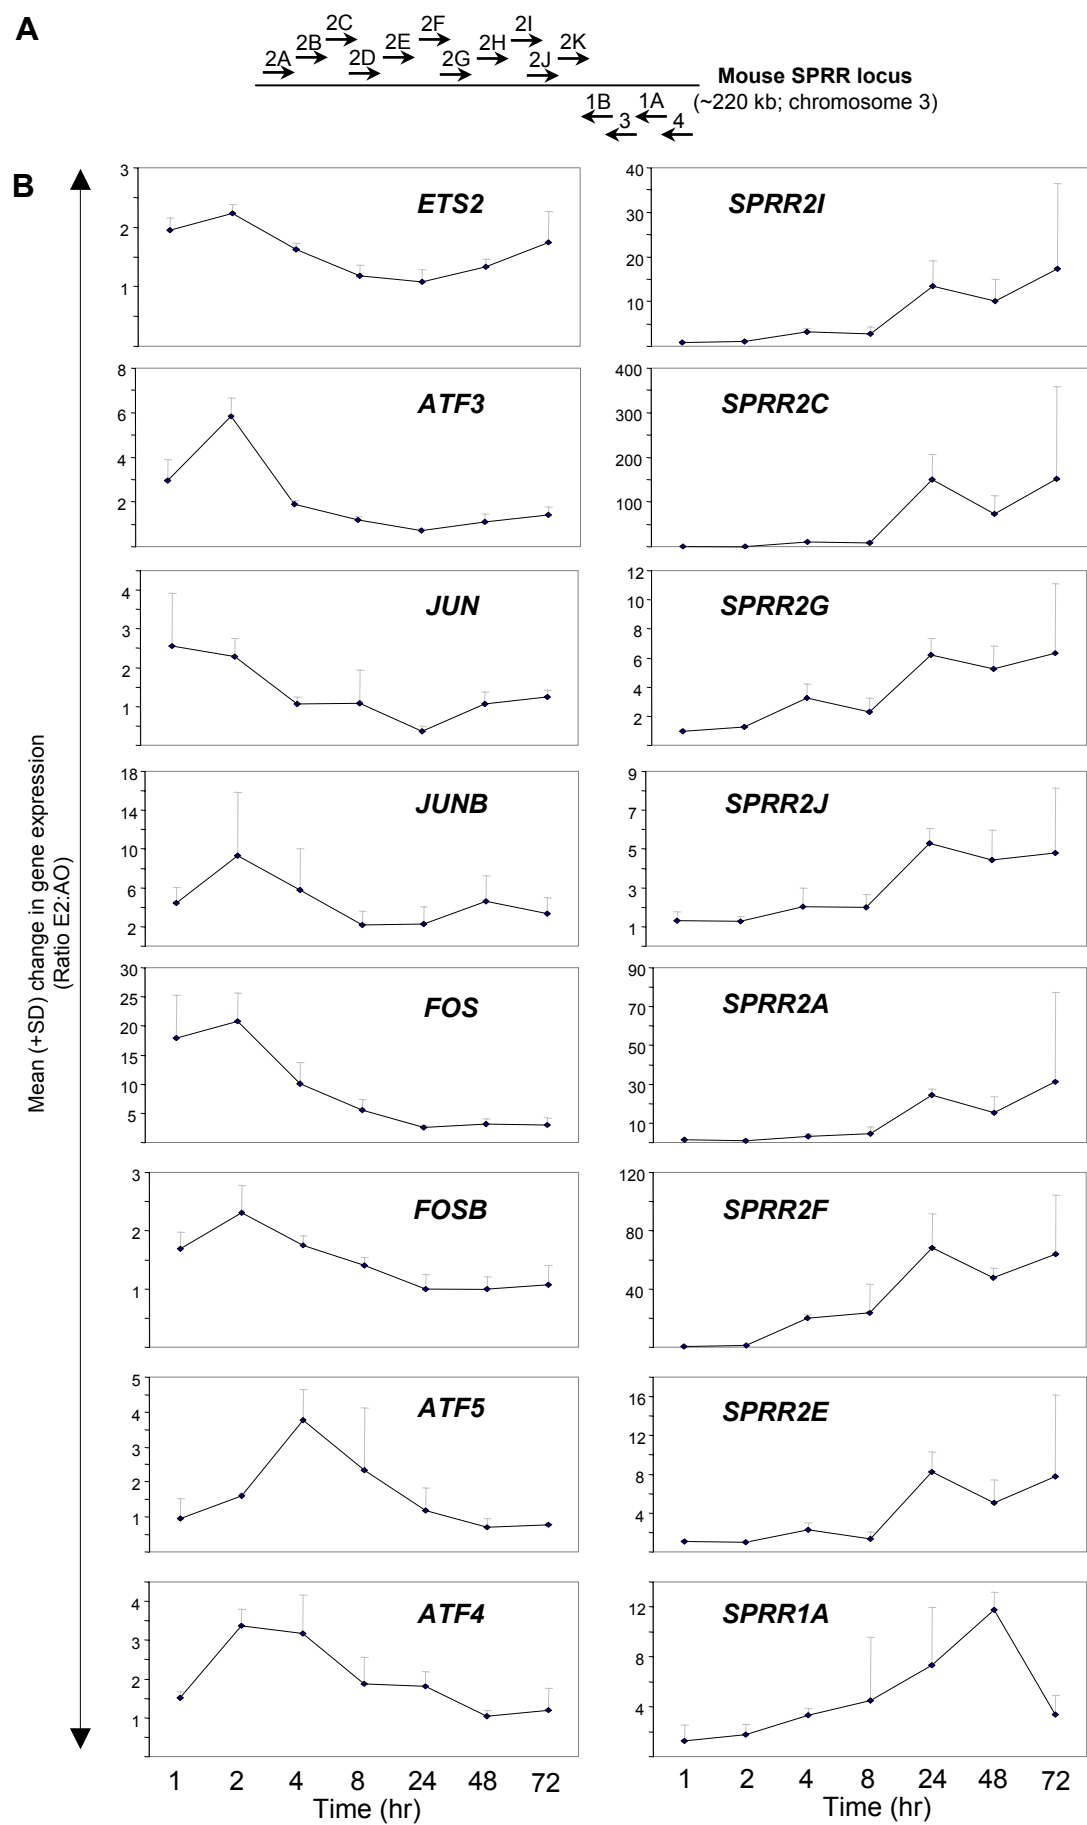 A
2A 2B 2C 2D 2E 2F 2G 2H 2I 2J 2K
Mouse SPRR locus
1B 3 1A 4 (~220 kb; chromosome 3)
B
Mean (+SD) change in gene expression
(Ratio E2:AO)
ETS2
3
2
1
SPRR2I
40
30
20
10
ATF3
8
6
4
2
SPRR2C
400
300
200
100
JUN
4
3
2
1
SPRR2G
12
10
8
6
4
2
JUNB
18
14
10
6
2
SPRR2J
9
7
5
3
1
FOS
30
25
20
15
10
5
SPRR2A
90
70
50
30
10
FOSB
3
2
1
SPRR2F
120
80
40
ATF5
5
4
3
2
1
SPRR2E
16
12
8
4
ATF4
4
3
2
1
SPRR1A
12
8
4
1 2 4 8 24 48 72
Time (hr)
1 2 4 8 24 48 72
Time (hr)